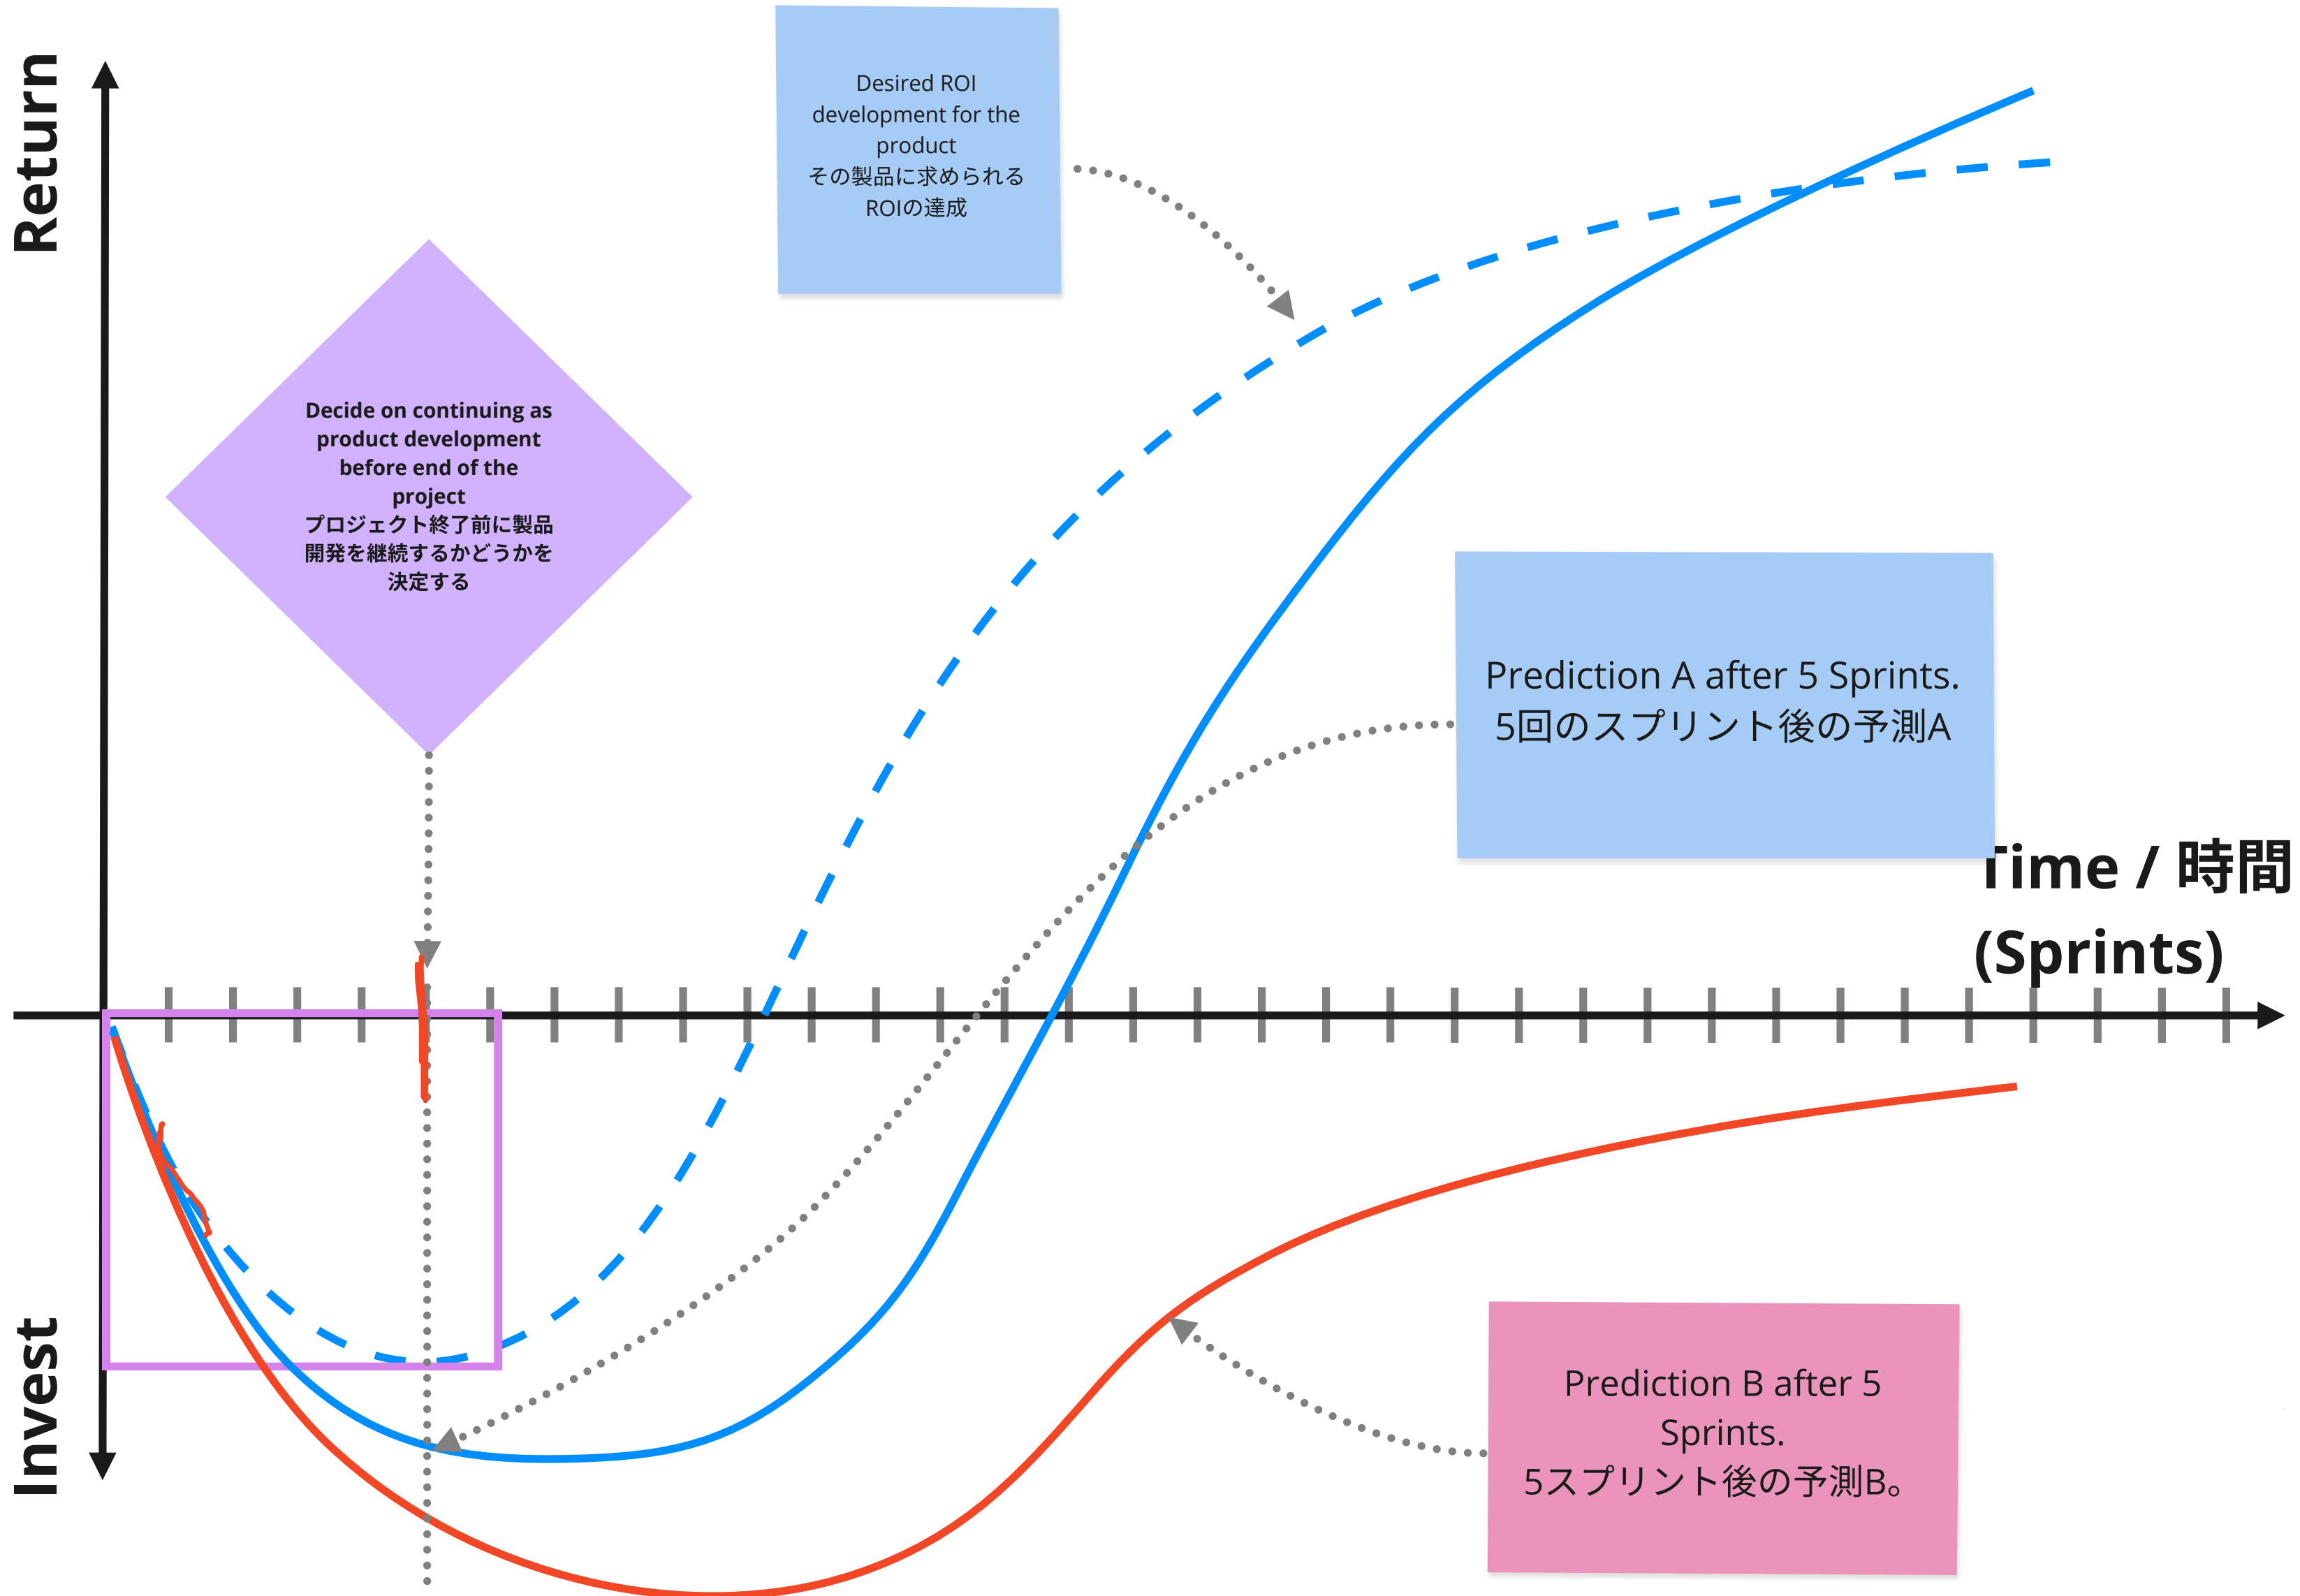 Return
Desired ROI
development for the
product
その製品に求められる
ROIの達成
Decide on continuing as
product development
before end of the
project
プロジェクト終了前に製品
開発を継続するかどうかを
決定する
Prediction A after 5 Sprints.
5回のスプリント後の予測A
Time / 時間
(Sprints)
Invest
Prediction B after 5
Sprints.
5スプリント後の予測B。